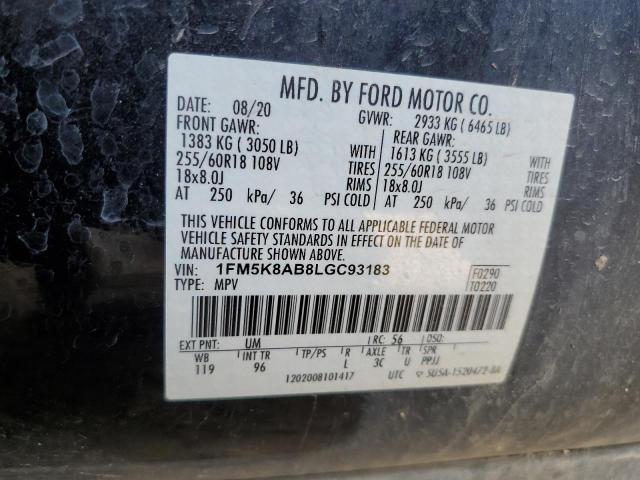 MFD. BY FORD MOTOR CO.
DATE: 08/20 GVWR: 2933 KG ( 6465 LB)
FRONT GAWR: REAR GAWR:
1383 KG ( 3050 LB) 1613 KG ( 3555 LB)
WITH WITH
255/60R18 108V TIRES 255/60R18 108V TIRES
18x8.0J RIMS 18x8.0J RIMS
AT 250 kPa/ 36 PSI COLD AT 250 kPa/ 36 PSI COLD
THIS VEHICLE CONFORMS TO ALL APPLICABLE FEDERAL MOTOR
VEHICLE SAFETY STANDARDS IN EFFECT ON THE DATE OF
MANUFACTURE SHOWN ABOVE.
VIN: 1FM5K8AB8LGC93183 F0290
TYPE: MPV T0220
EXT PNT: UM RC: 56 DSO:
WB INT TR TP/PS R AXLE TR SPR
119 96 L 3C U PPJJ
1202008101417 UTC 5U5A-1520472-BA